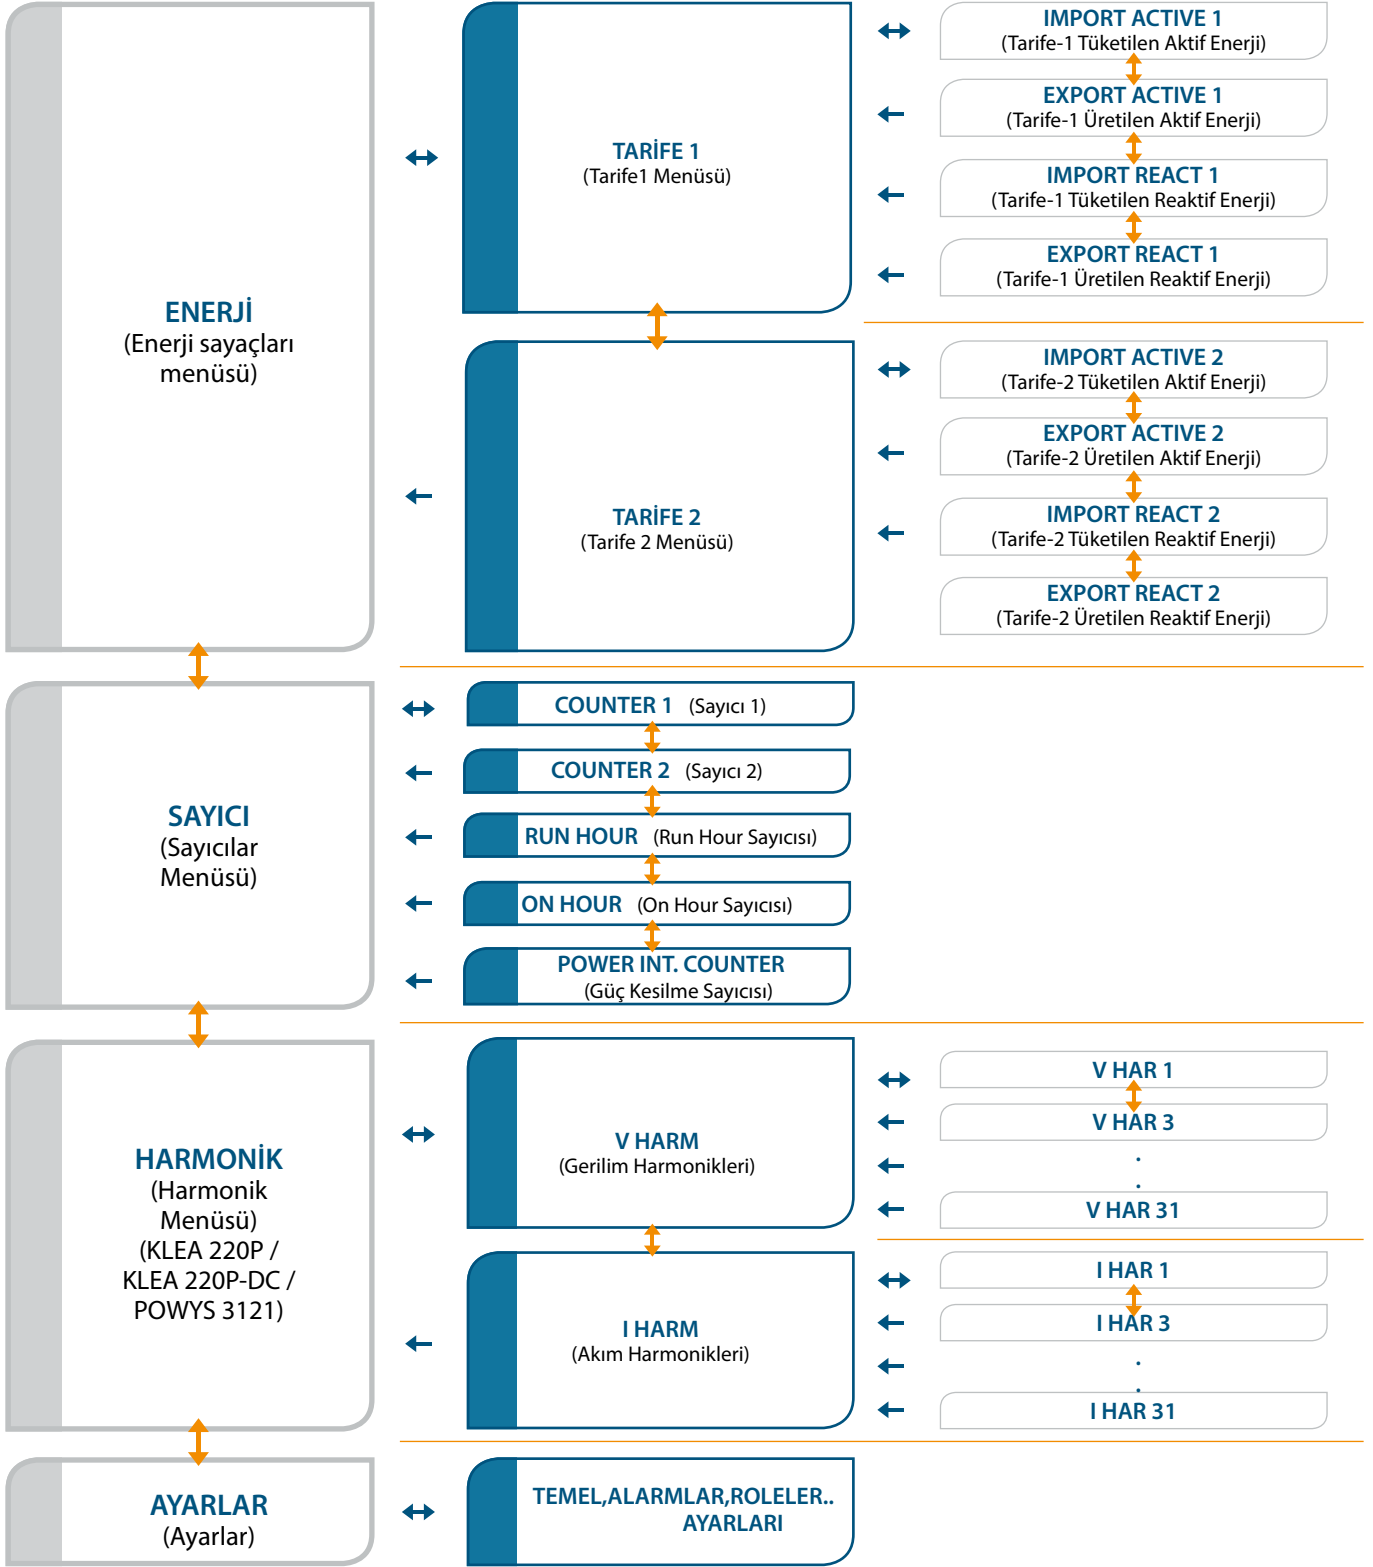 ENERJİ
(Enerji sayaçları
menüsü)
TARİFE 1
(Tarife1 Menüsü)
IMPORT ACTIVE 1
(Tarife-1 Tüketilen Aktif Enerji)
EXPORT ACTIVE 1
(Tarife-1 Üretilen Aktif Enerji)
IMPORT REACT 1
(Tarife-1 Tüketilen Reaktif Enerji)
EXPORT REACT 1
(Tarife-1 Üretilen Reaktif Enerji)
TARİFE 2
(Tarife 2 Menüsü)
IMPORT ACTIVE 2
(Tarife-2 Tüketilen Aktif Enerji)
EXPORT ACTIVE 2
(Tarife-2 Üretilen Aktif Enerji)
IMPORT REACT 2
(Tarife-2 Tüketilen Reaktif Enerji)
EXPORT REACT 2
(Tarife-2 Üretilen Reaktif Enerji)
SAYICI
(Sayıcılar
Menüsü)
COUNTER 1 (Sayıcı 1)
COUNTER 2 (Sayıcı 2)
RUN HOUR (Run Hour Sayıcısı)
ON HOUR (On Hour Sayıcısı)
POWER INT. COUNTER
(Güç Kesilme Sayıcısı)
HARMONİK
(Harmonik
Menüsü)
(KLEA 220P /
KLEA 220P-DC /
POWYS 3121)
V HARM
(Gerilim Harmonikleri)
V HAR 1
V HAR 3
.
.
V HAR 31
I HARM
(Akım Harmonikleri)
I HAR 1
I HAR 3
.
.
I HAR 31
AYARLAR
(Ayarlar)
TEMEL,ALARMLAR,ROLELER..
AYARLARI